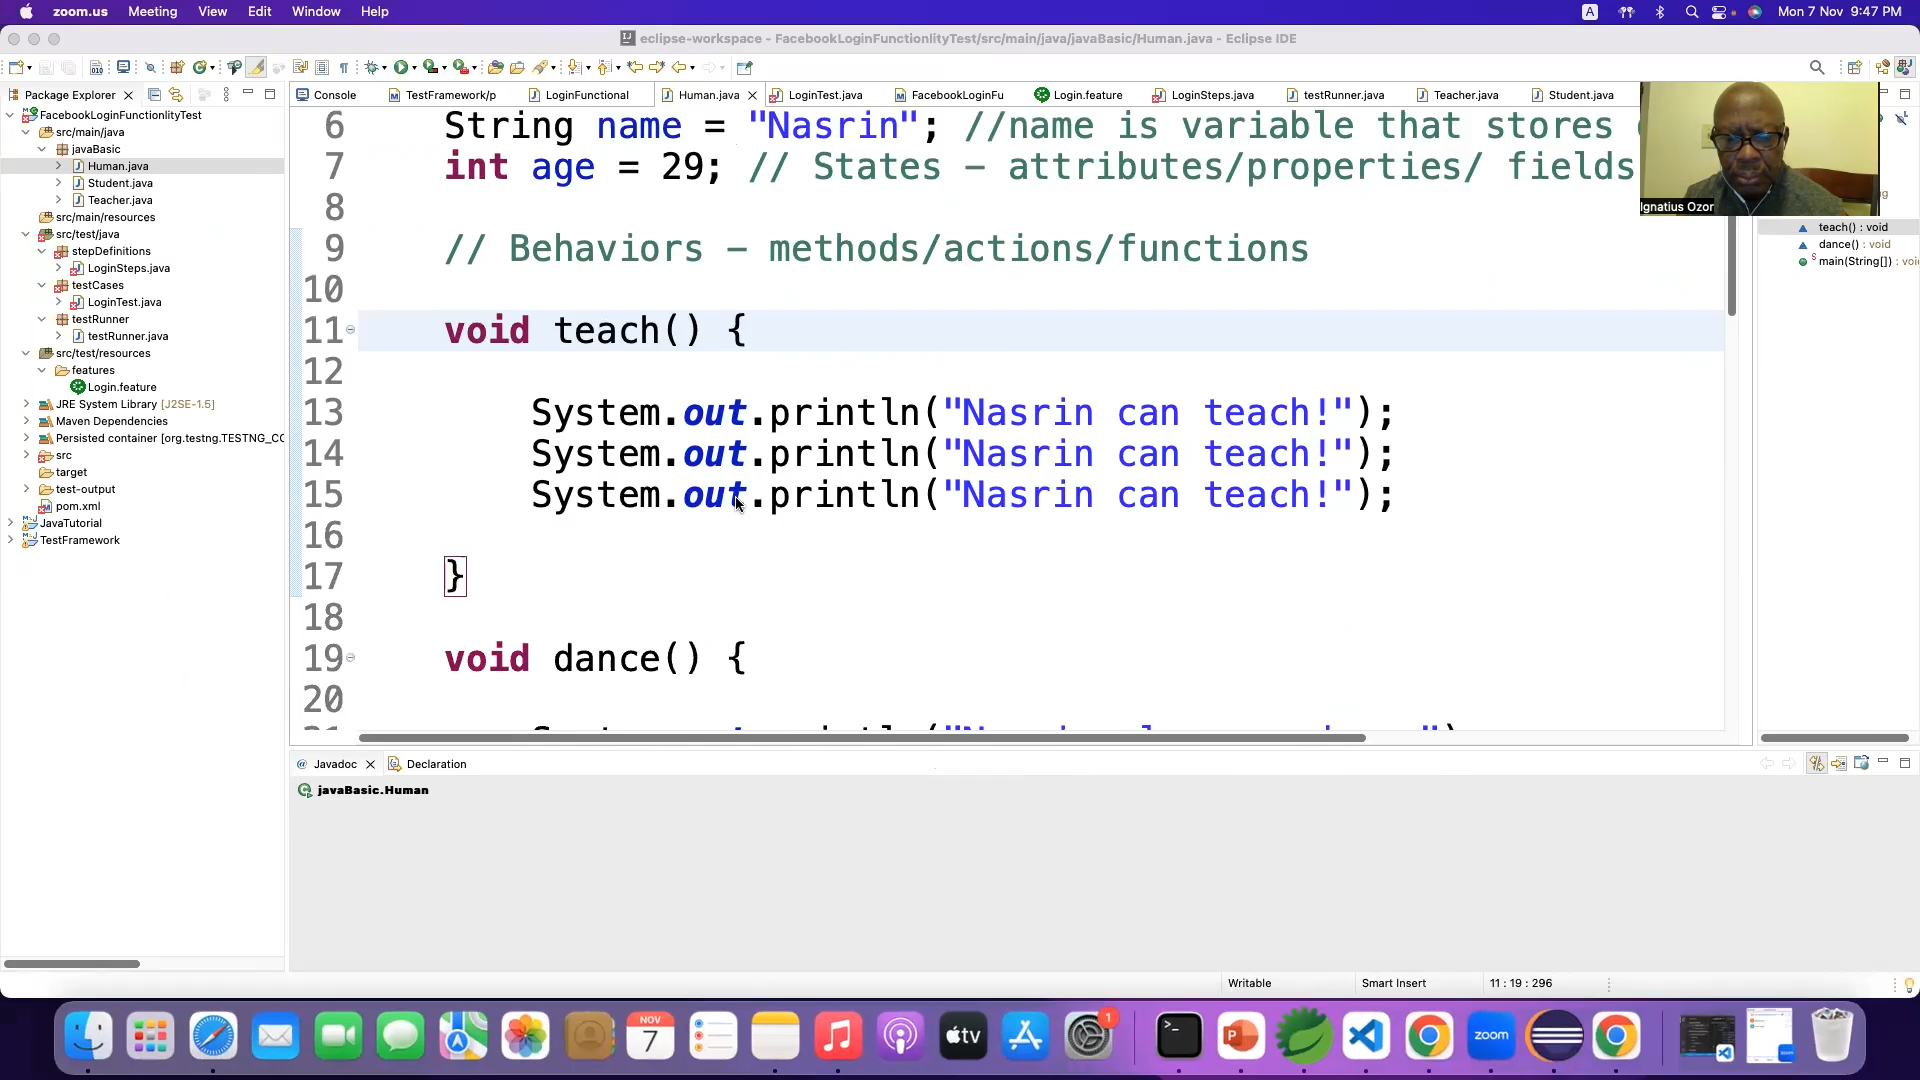 zoom.us Meeting View Edit Window Help
A Mon 7 Nov 9:47 PM
eclipse-workspace - FacebookLoginFunctionlityTest/src/main/java/javaBasic/Human.java - Eclipse IDE
Package Explorer
Console
TestFramework/p
LoginFunctional
Human.java
LoginTest.java
FacebookLoginFu
Login.feature
LoginSteps.java
testRunner.java
Teacher.java
Student.java
FacebookLoginFunctionlityTest
src/main/java
javaBasic
Human.java
Student.java
Teacher.java
src/main/resources
src/test/java
stepDefinitions
LoginSteps.java
testCases
LoginTest.java
testRunner
testRunner.java
src/test/resources
features
Login.feature
JRE System Library [J2SE-1.5]
Maven Dependencies
Persisted container [org.testng.TESTNG_CO
src
target
test-output
pom.xml
JavaTutorial
TestFramework
6 String name = "Nasrin"; //name is variable that stores
7 int age = 29; // States - attributes/properties/ fields
8
9 // Behaviors - methods/actions/functions
10
11 void teach() {
12
13 System.out.println("Nasrin can teach!");
14 System.out.println("Nasrin can teach!");
15 System.out.println("Nasrin can teach!");
16
17 }
18
19 void dance() {
20
Ignatius Ozor
teach() : void
dance() : void
main(String[]) : voi
Javadoc
Declaration
javaBasic.Human
Writable
Smart Insert
11 : 19 : 296
NOV
7
tv
1
zoom